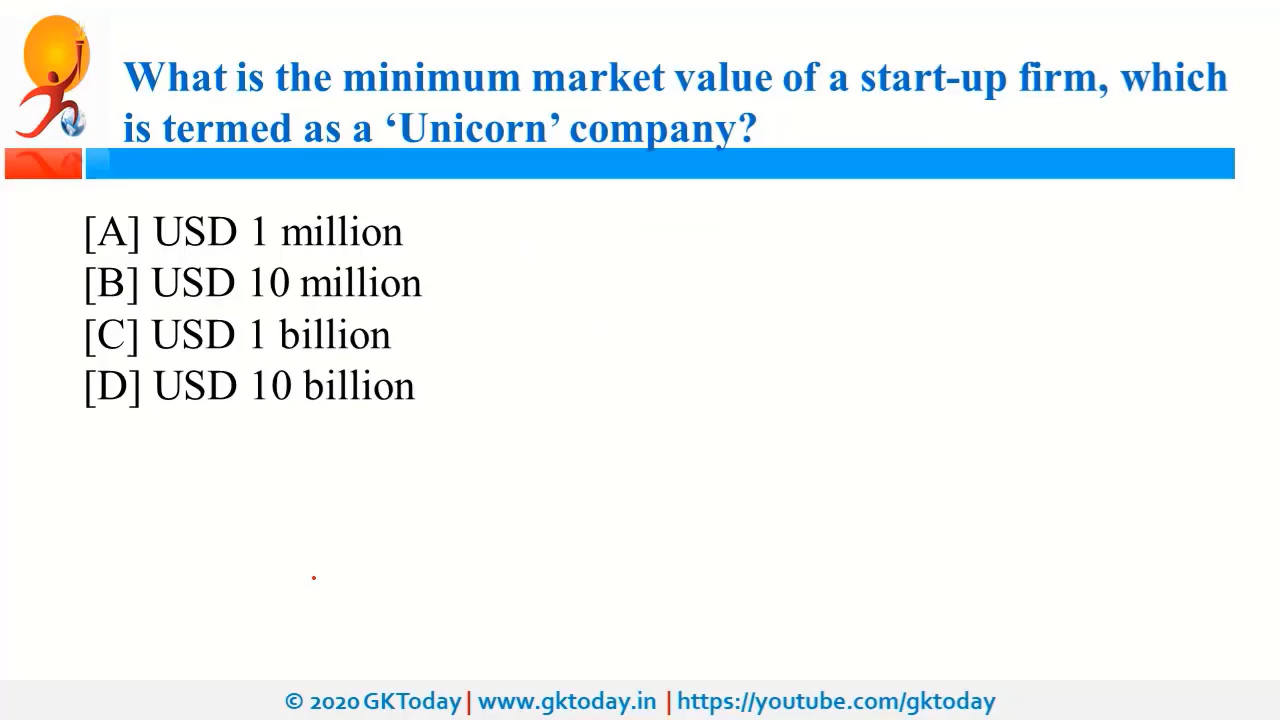 What is the minimum market value of a start-up firm, which
is termed as a ‘Unicorn’ company?
[A] USD 1 million
[B] USD 10 million
[C] USD 1 billion
[D] USD 10 billion
© 2020 GKToday | www.gktoday.in | https://youtube.com/gktoday